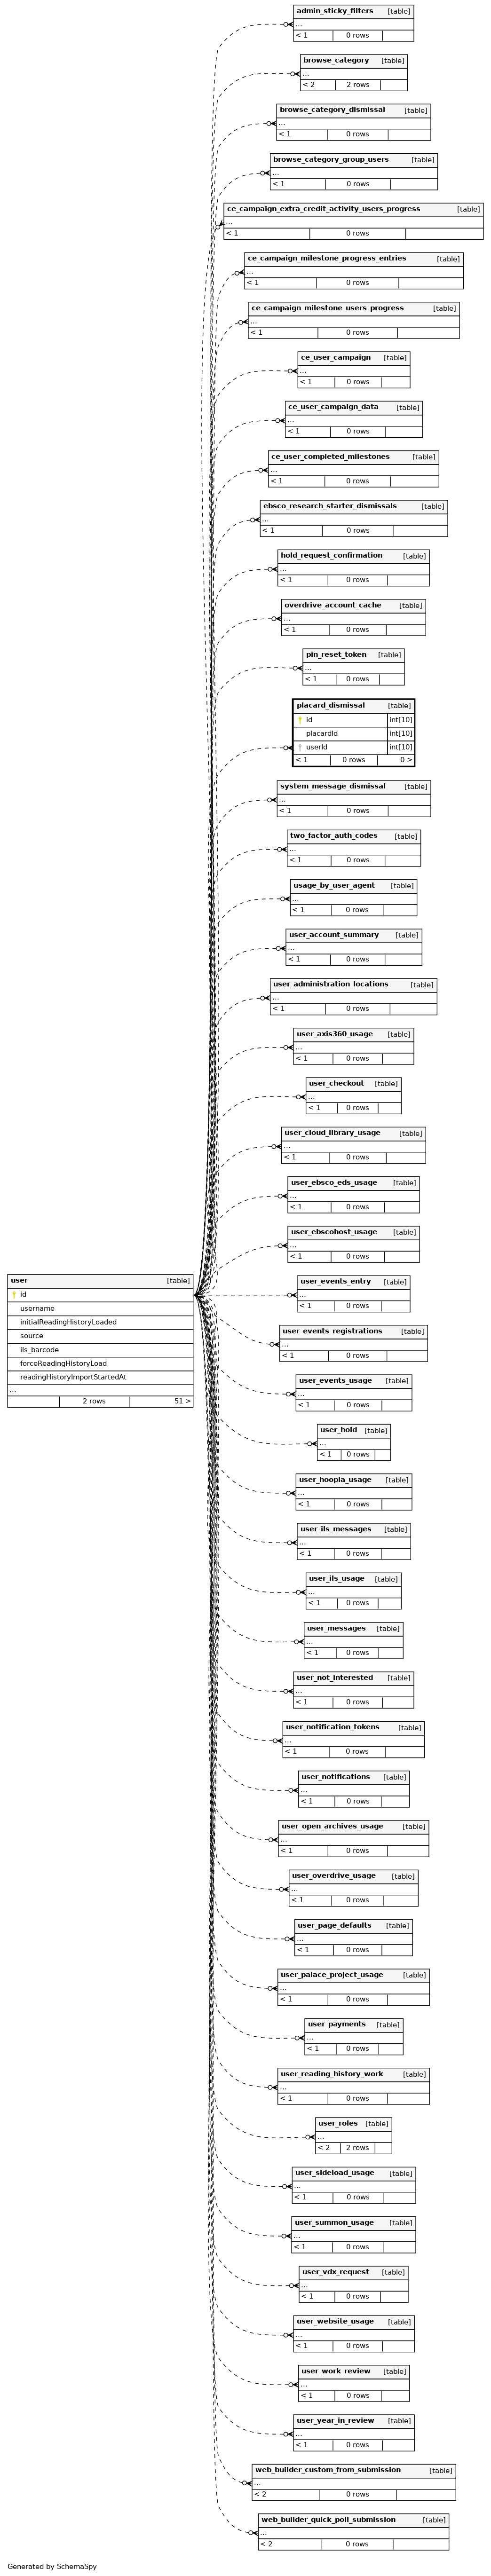 admin_sticky_filters [table]
...
< 1 0 rows
browse_category [table]
...
< 2 2 rows
browse_category_dismissal [table]
...
< 1 0 rows
browse_category_group_users [table]
...
< 1 0 rows
ce_campaign_extra_credit_activity_users_progress [table]
...
< 1 0 rows
ce_campaign_milestone_progress_entries [table]
...
< 1 0 rows
ce_campaign_milestone_users_progress [table]
...
< 1 0 rows
ce_user_campaign [table]
...
< 1 0 rows
ce_user_campaign_data [table]
...
< 1 0 rows
ce_user_completed_milestones [table]
...
< 1 0 rows
ebsco_research_starter_dismissals [table]
...
< 1 0 rows
hold_request_confirmation [table]
...
< 1 0 rows
overdrive_account_cache [table]
...
< 1 0 rows
pin_reset_token [table]
...
< 1 0 rows
placard_dismissal [table]
id int[10]
placardId int[10]
userId int[10]
< 1 0 rows 0 >
system_message_dismissal [table]
...
< 1 0 rows
two_factor_auth_codes [table]
...
< 1 0 rows
usage_by_user_agent [table]
...
< 1 0 rows
user_account_summary [table]
...
< 1 0 rows
user_administration_locations [table]
...
< 1 0 rows
user_axis360_usage [table]
...
< 1 0 rows
user_checkout [table]
...
< 1 0 rows
user_cloud_library_usage [table]
...
< 1 0 rows
user_ebsco_eds_usage [table]
...
< 1 0 rows
user_ebscohost_usage [table]
...
< 1 0 rows
user [table]
id
username
initialReadingHistoryLoaded
source
ils_barcode
forceReadingHistoryLoad
readingHistoryImportStartedAt
...
2 rows 51 >
user_events_entry [table]
...
< 1 0 rows
user_events_registrations [table]
...
< 1 0 rows
user_events_usage [table]
...
< 1 0 rows
user_hold [table]
...
< 1 0 rows
user_hoopla_usage [table]
...
< 1 0 rows
user_ils_messages [table]
...
< 1 0 rows
user_ils_usage [table]
...
< 1 0 rows
user_messages [table]
...
< 1 0 rows
user_not_interested [table]
...
< 1 0 rows
user_notification_tokens [table]
...
< 1 0 rows
user_notifications [table]
...
< 1 0 rows
user_open_archives_usage [table]
...
< 1 0 rows
user_overdrive_usage [table]
...
< 1 0 rows
user_page_defaults [table]
...
< 1 0 rows
user_palace_project_usage [table]
...
< 1 0 rows
user_payments [table]
...
< 1 0 rows
user_reading_history_work [table]
...
< 1 0 rows
user_roles [table]
...
< 2 2 rows
user_sideload_usage [table]
...
< 1 0 rows
user_summon_usage [table]
...
< 1 0 rows
user_vdx_request [table]
...
< 1 0 rows
user_website_usage [table]
...
< 1 0 rows
user_work_review [table]
...
< 1 0 rows
user_year_in_review [table]
...
< 1 0 rows
web_builder_custom_from_submission [table]
...
< 2 0 rows
web_builder_quick_poll_submission [table]
...
< 2 0 rows
Generated by SchemaSpy